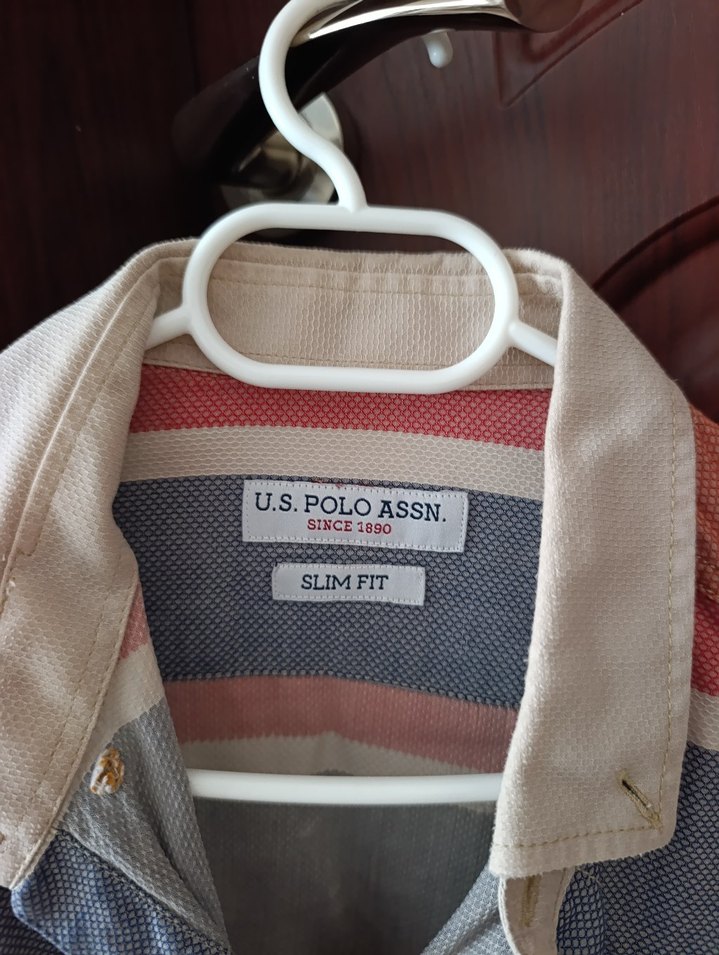 U.S. POLO ASSN.
SINCE 1890
SLIM FIT